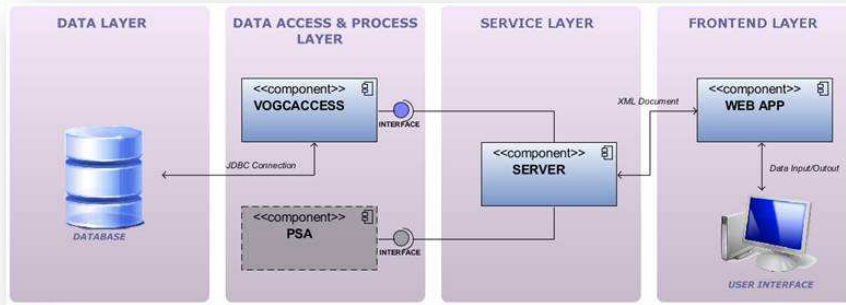 DATA LAYER
DATA ACCESS & PROCESS
LAYER
SERVICE LAYER
FRONTEND LAYER
<<component>>
VOGCACCESS
INTERFACE
JDBC Connection
DATABASE
<<component>>
PSA
INTERFACE
<<component>>
SERVER
XML Document
<<component>>
WEB APP
Data Input/Outout
USER INTERFACE